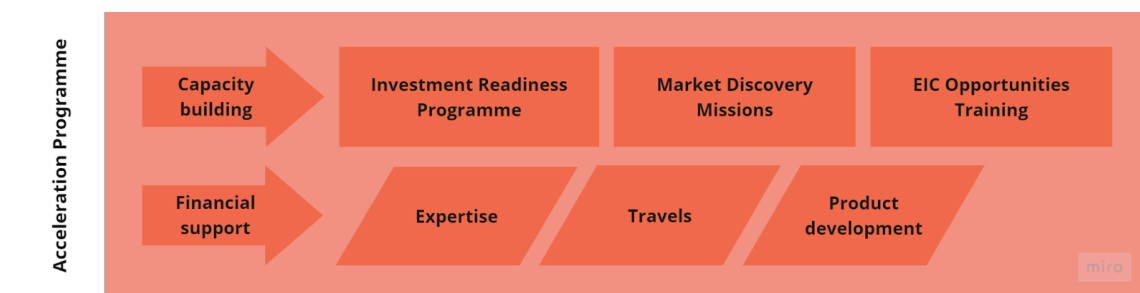 Acceleration Programme
Capacity
building
Investment Readiness
Programme
Market Discovery
Missions
EIC Opportunities
Training
Financial
support
Expertise
Travels
Product
development
miro